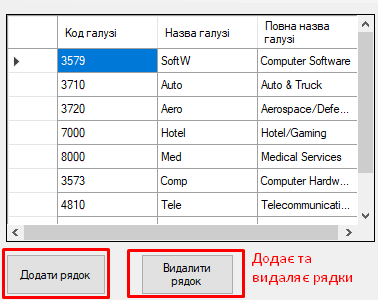 Код галузі Назва галузі Повна назва галузі
3579 SoftW Computer Software
3710 Auto Auto & Truck
3720 Aero Aerospace/Defe...
7000 Hotel Hotel/Gaming
8000 Med Medical Services
3573 Comp Computer Hardw...
4810 Tele Telecommunicati...
Додати рядок
Видалити
рядок
Додає та
видаляє рядки